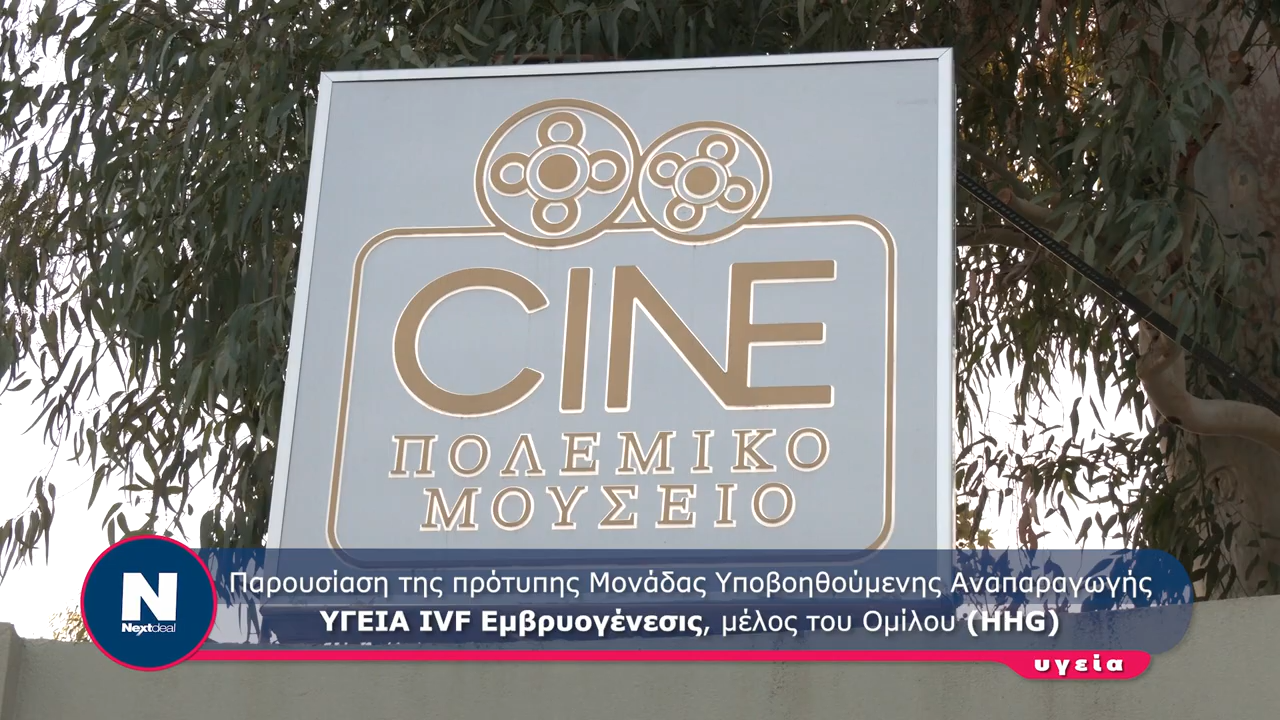 CINE
ΠΟΛΕΜΙΚΟ
ΜΟΥΣΕΙΟ
Παρουσίαση της πρότυπης Μονάδας Υποβοηθούμενης Αναπαραγωγής
ΥΓΕΙΑ IVF Εμβρυογένεσις, μέλος του Ομίλου (HHG)
N
Nextdeal
υγεία